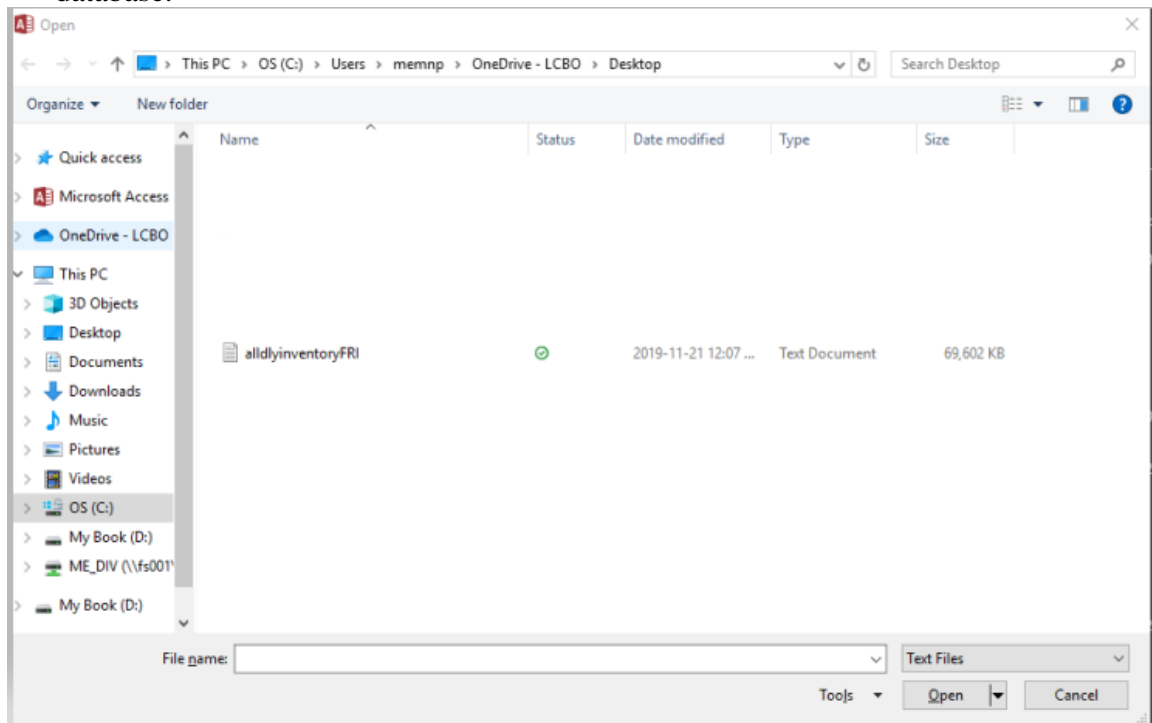 database.
Open
This PC > OS (C:) > Users > memnp > OneDrive - LCBO > Desktop
Search Desktop
Organize
New folder
Name
Status
Date modified
Type
Size
Quick access
Microsoft Access
OneDrive - LCBO
This PC
3D Objects
Desktop
Documents
Downloads
Music
Pictures
Videos
OS (C:)
My Book (D:)
ME_DIV (\\fs001\
My Book (D:)
alldlyinventoryFRI
2019-11-21 12:07 ...
Text Document
69,602 KB
File name:
Text Files
Tools
Open
Cancel